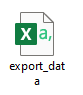 X a,
export_dat
a